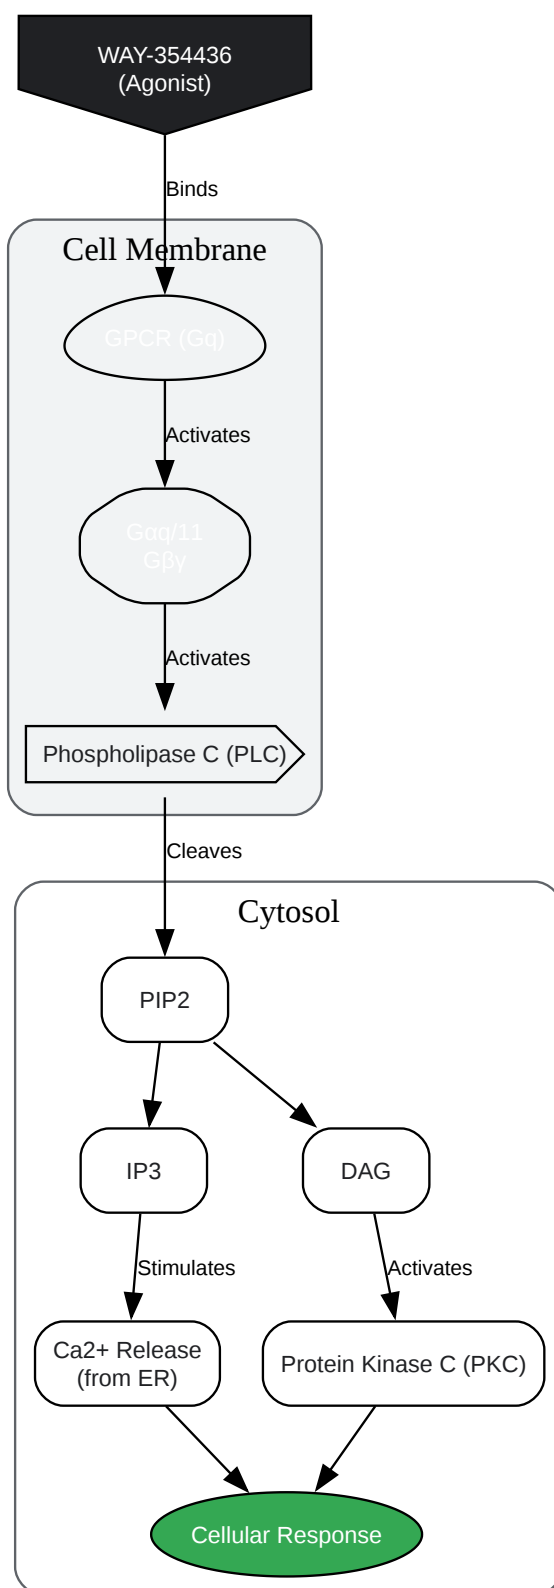 WAY-354436
(Agonist)
Binds
Cell Membrane
GPCR (Gq)
Activates
Gαq/11
Gβγ
Activates
Phospholipase C (PLC)
Cleaves
Cytosol
PIP2
IP3
DAG
Stimulates
Activates
Ca2+ Release
(from ER)
Protein Kinase C (PKC)
Cellular Response